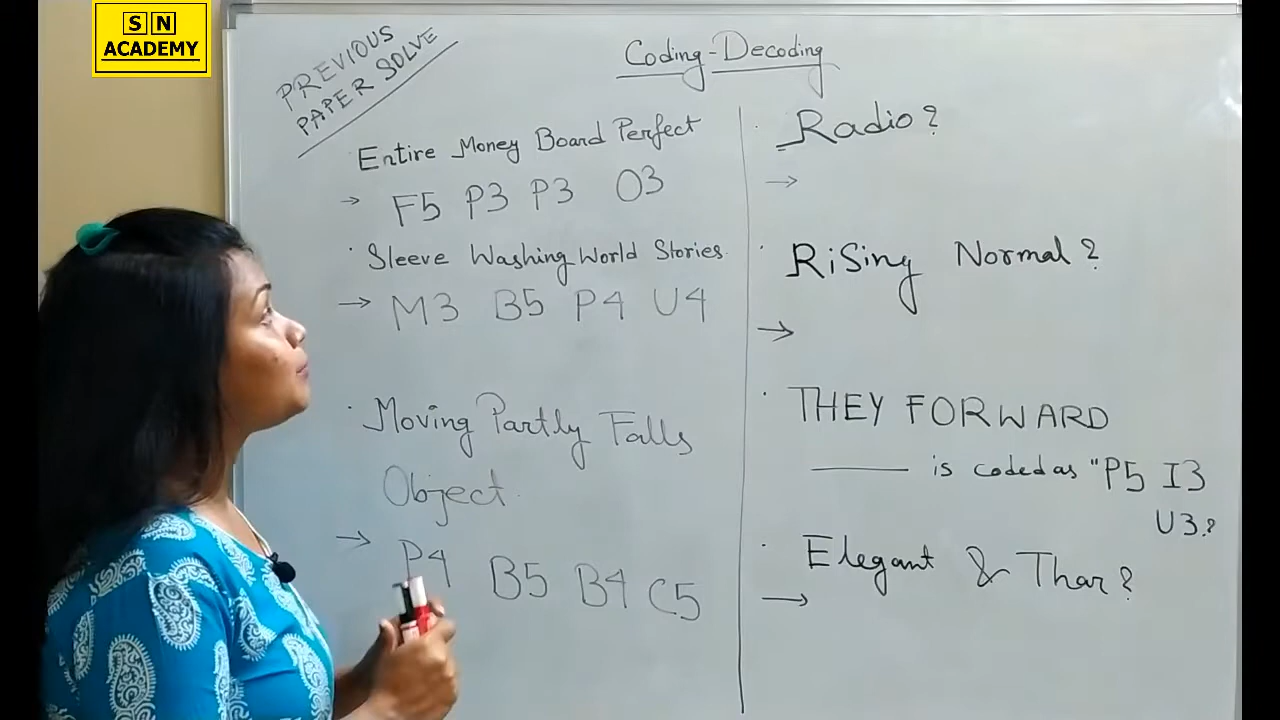 S N
ACADEMY
PREVIOUS
PAPER SOLVE
Coding-Decoding
Entire Money Board Perfect
→ F5 P3 P3 O3
Sleeve Washing World Stories
→ M3 B5 P4 U4
Moving Partly Falls
Object
→ P4 B5 B4 C5
Radio?
→
RiSing Normal?
→
THEY FORWARD
is coded as "P5 I3
U3?
Elegant & Thar?
→